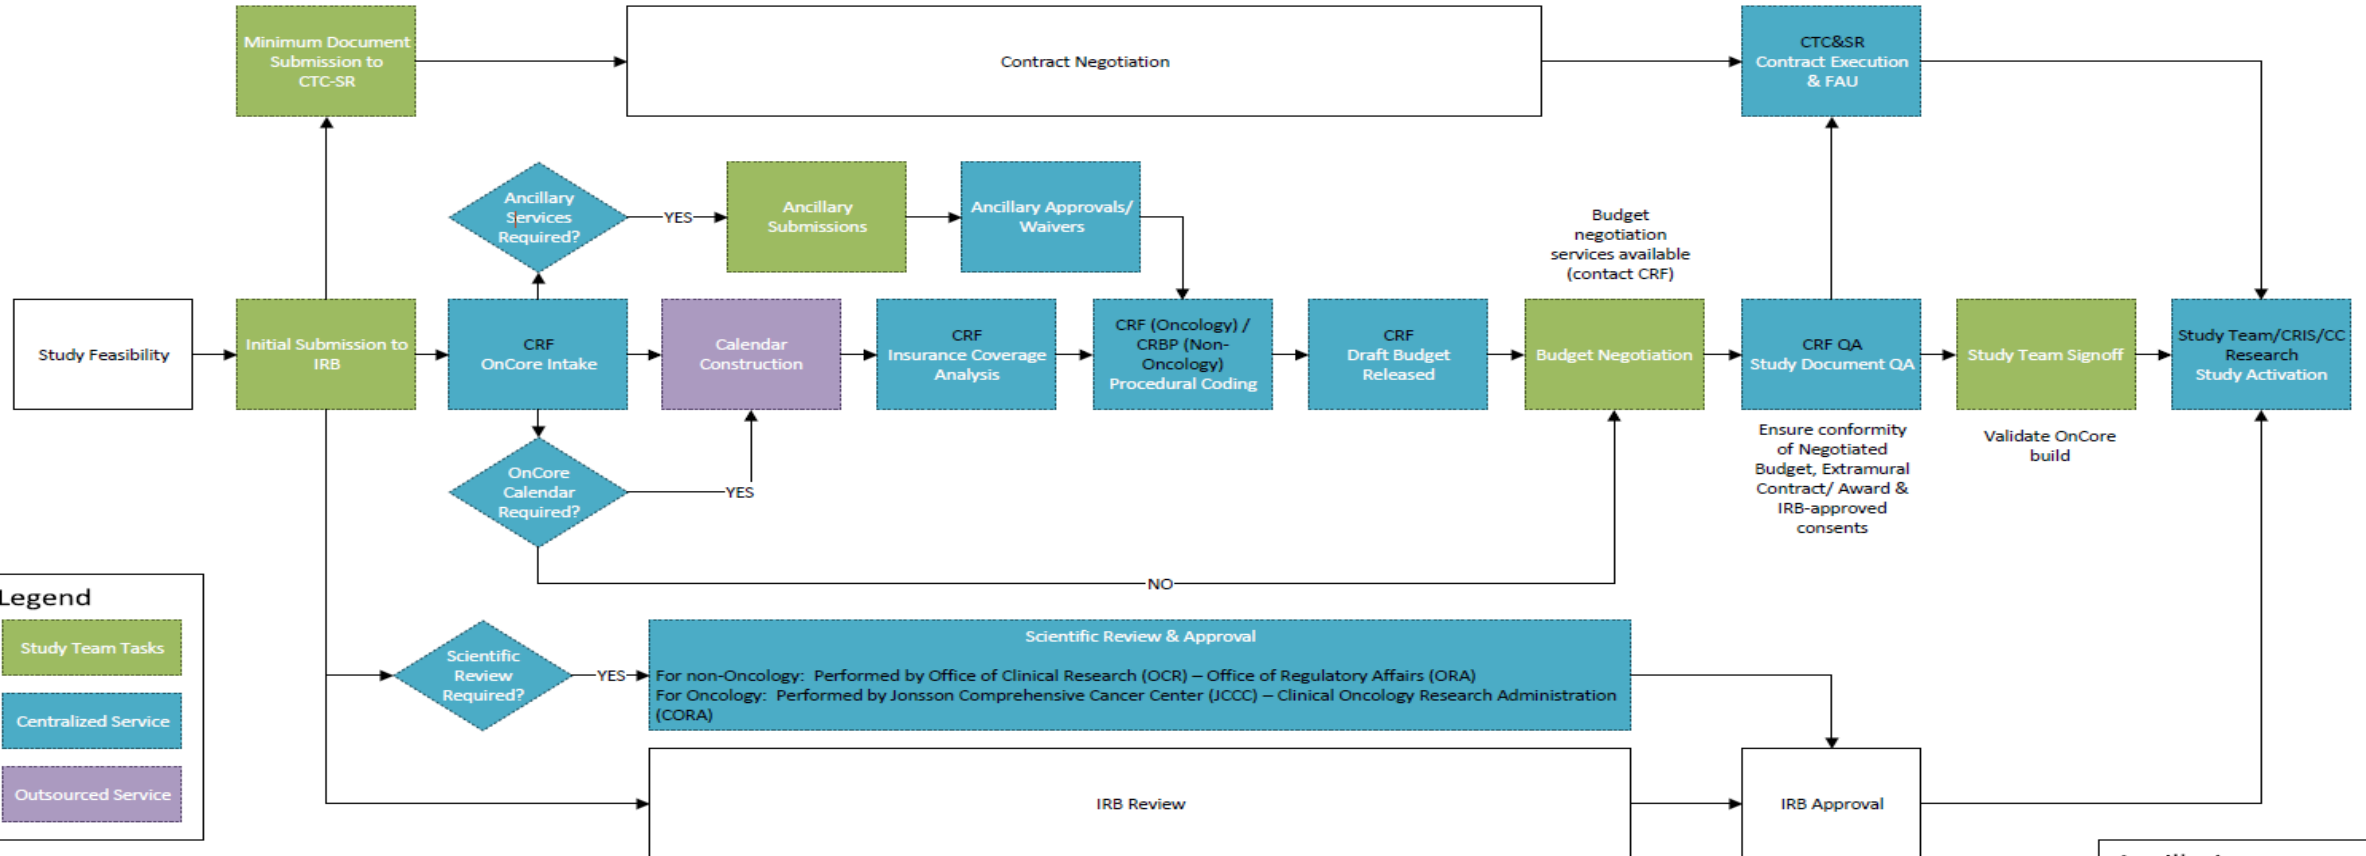 Minimum Document
Submission to
CTC-SR
Contract Negotiation
CTC&SR
Contract Execution
& FAU
Ancillary
Services
Required?
YES
Ancillary
Submissions
Ancillary Approvals/
Waivers
Budget
negotiation
services available
(contact CRF)
Study Feasibility
Initial Submission to
IRB
CRF
OnCore Intake
Calendar
Construction
CRF
Insurance Coverage
Analysis
CRF (Oncology) /
CRBP (Non-
Oncology)
Procedural Coding
CRF
Draft Budget
Released
Budget Negotiation
CRF QA
Study Document QA
Study Team Signoff
Study Team/CRIS/CC
Research
Study Activation
Ensure conformity
of Negotiated
Budget, Extramural
Contract/ Award &
IRB-approved
consents
Validate OnCore
build
OnCore
Calendar
Required?
YES
NO
Legend
Study Team Tasks
Centralized Service
Outsourced Service
Scientific
Review
Required?
YES
Scientific Review & Approval
For non-Oncology:  Performed by Office of Clinical Research (OCR) – Office of Regulatory Affairs (ORA)
For Oncology:  Performed by Jonsson Comprehensive Cancer Center (JCCC) – Clinical Oncology Research Administration
(CORA)
IRB Review
IRB Approval